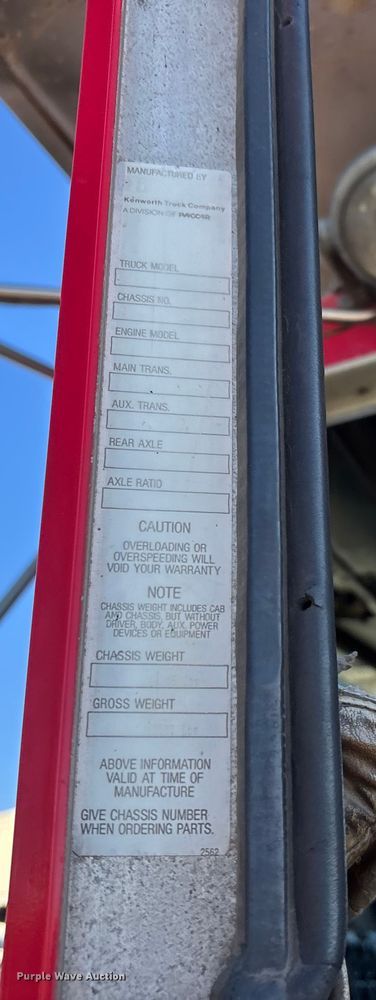 MANUFACTURED BY
Kenworth Truck Company
A DIVISION OF PACCAR
TRUCK MODEL
CHASSIS NO.
ENGINE MODEL
MAIN TRANS.
AUX. TRANS.
REAR AXLE
AXLE RATIO
CAUTION
OVERLOADING OR
OVERSPEEDING WILL
VOID YOUR WARRANTY
NOTE
CHASSIS WEIGHT INCLUDES CAB
AND CHASSIS, BUT WITHOUT
DRIVER, BODY, AUX. POWER
DEVICES OR EQUIPMENT
CHASSIS WEIGHT
GROSS WEIGHT
ABOVE INFORMATION
VALID AT TIME OF
MANUFACTURE
GIVE CHASSIS NUMBER
WHEN ORDERING PARTS.
2562
Purple Wave Auction